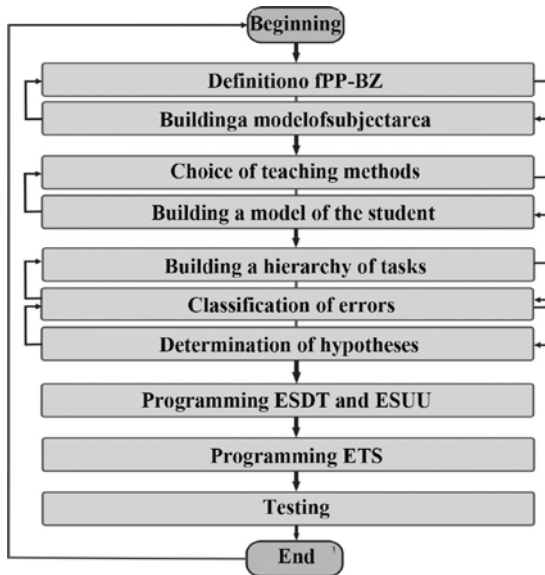 Beginning
Definitiono fPP-BZ
Buildinga modelofsubjectarea
Choice of teaching methods
Building a model of the student
Building a hierarchy of tasks
Classification of errors
Determination of hypotheses
Programming ESDT and ESUU
Programming ETS
Testing
End